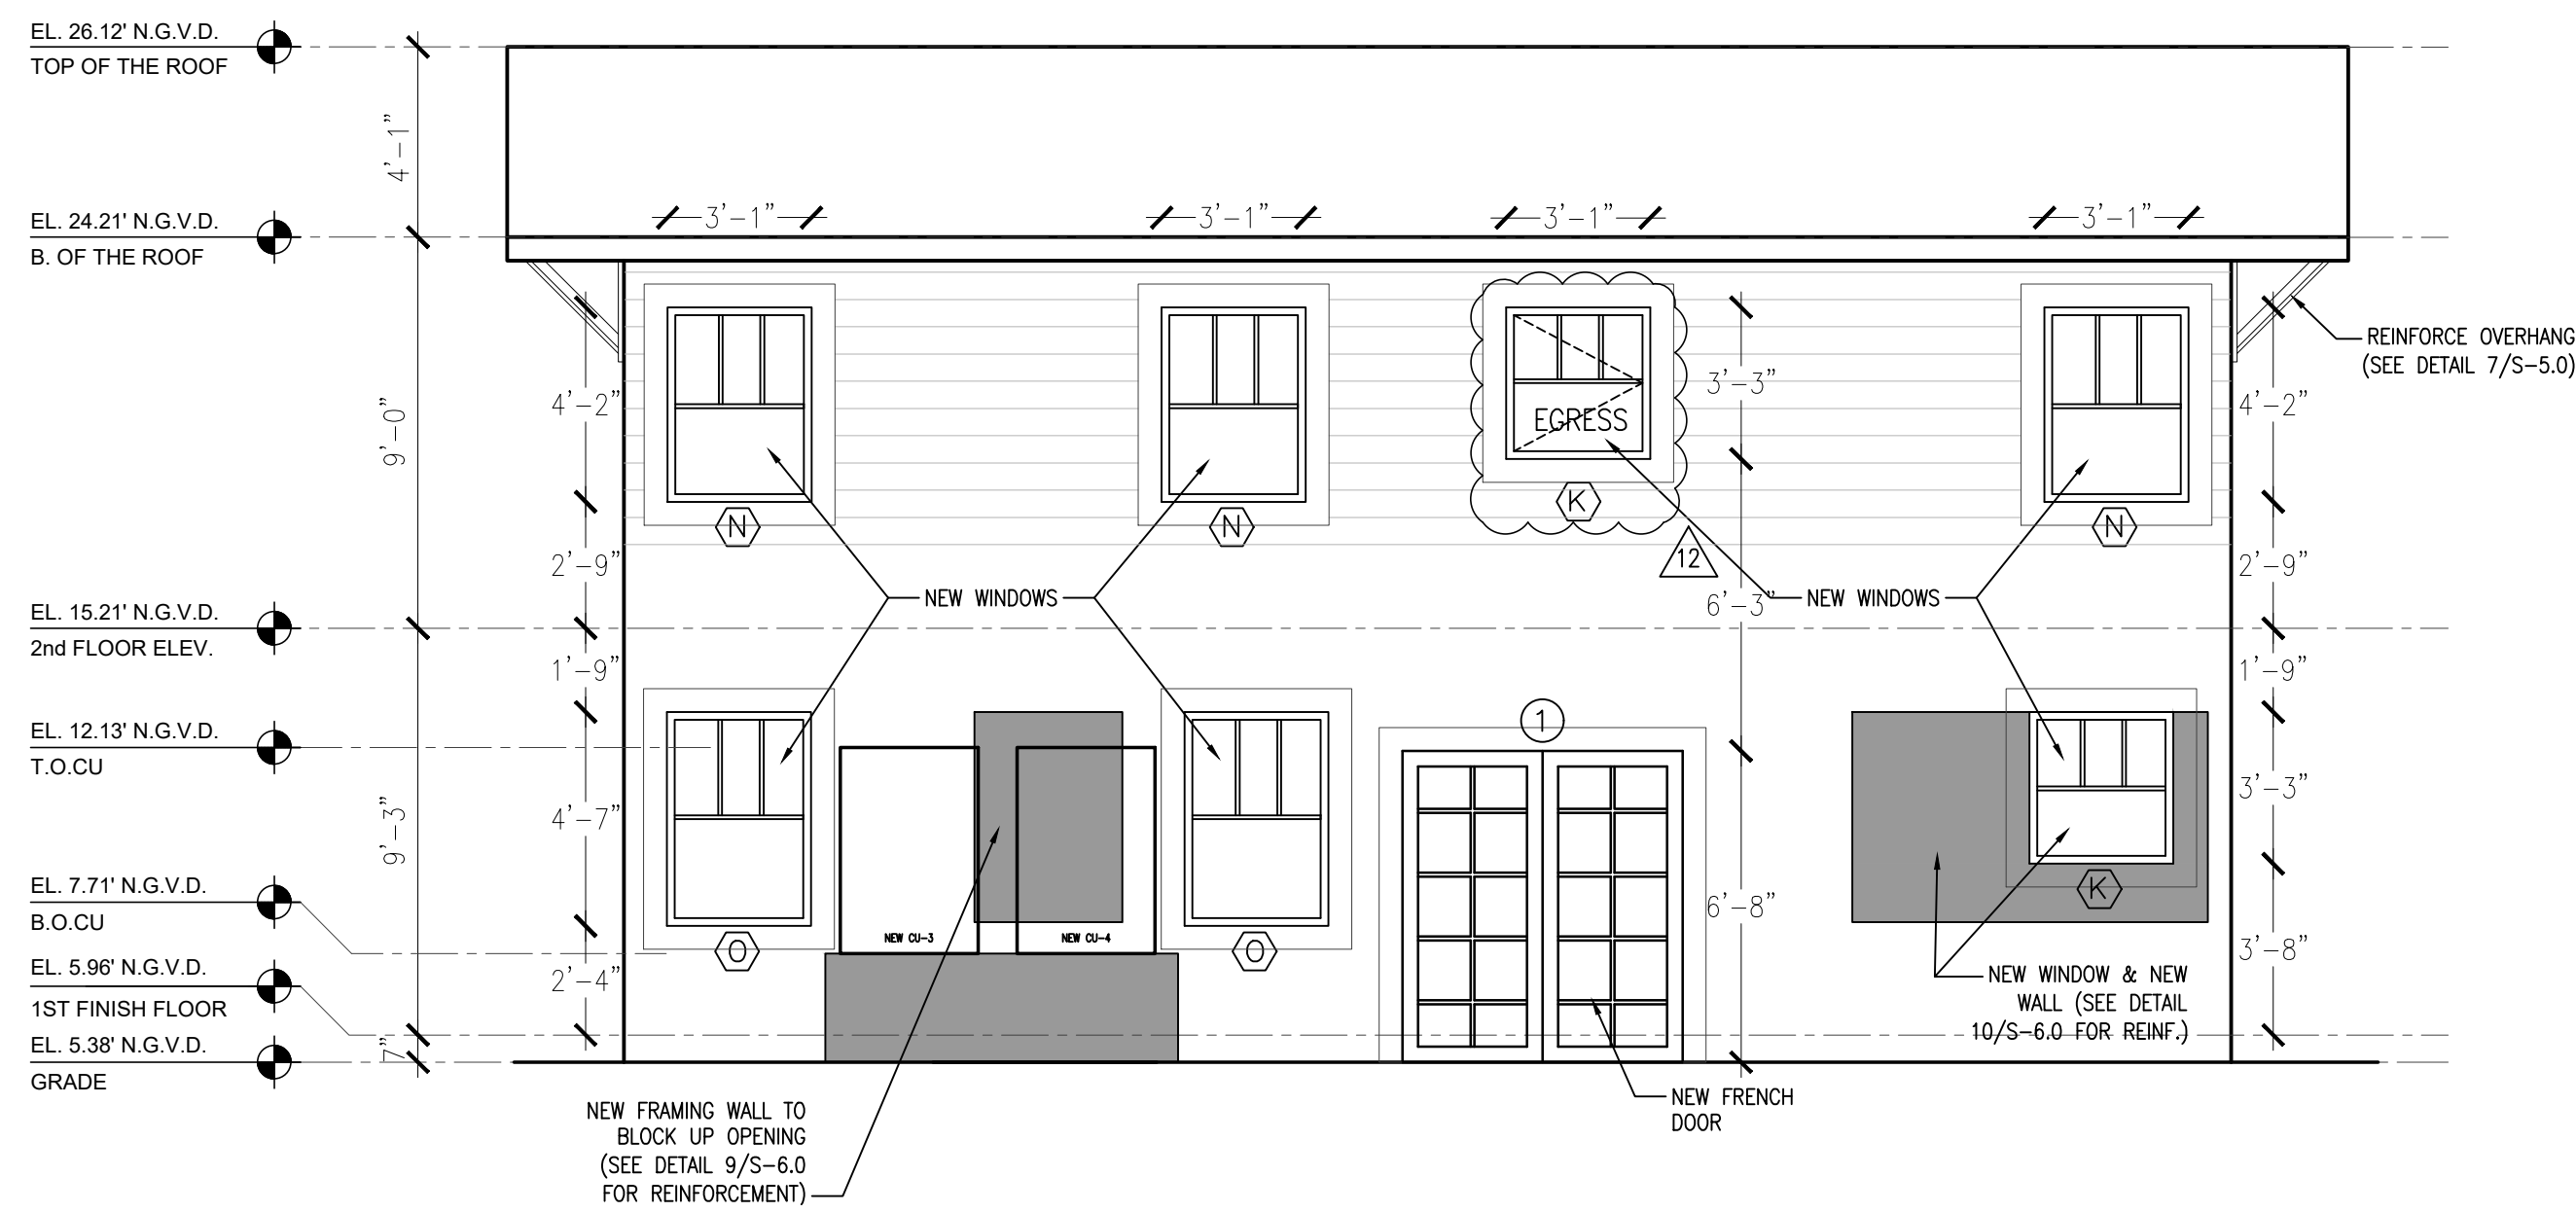 EL. 26.12' N.G.V.D.
TOP OF THE ROOF
4'-1"
EL. 24.21' N.G.V.D.
B. OF THE ROOF
3'-1"
3'-1"
3'-1"
3'-1"
REINFORCE OVERHANG
(SEE DETAIL 7/S-5.0)
9'-0"
4'-2"
3'-3"
EGRESS
4'-2"
N
N
K
N
12
2'-9"
2'-9"
NEW WINDOWS
6'-3"
NEW WINDOWS
EL. 15.21' N.G.V.D.
2nd FLOOR ELEV.
1'-9"
1'-9"
EL. 12.13' N.G.V.D.
T.O.CU
1
9'-3"
4'-7"
3'-3"
EL. 7.71' N.G.V.D.
B.O.CU
6'-8"
K
NEW CU-3
NEW CU-4
O
O
3'-8"
2'-4"
EL. 5.96' N.G.V.D.
1ST FINISH FLOOR
NEW WINDOW & NEW
WALL (SEE DETAIL
10/S-6.0 FOR REINF.)
7"
EL. 5.38' N.G.V.D.
GRADE
NEW FRENCH
DOOR
NEW FRAMING WALL TO
BLOCK UP OPENING
(SEE DETAIL 9/S-6.0
FOR REINFORCEMENT)